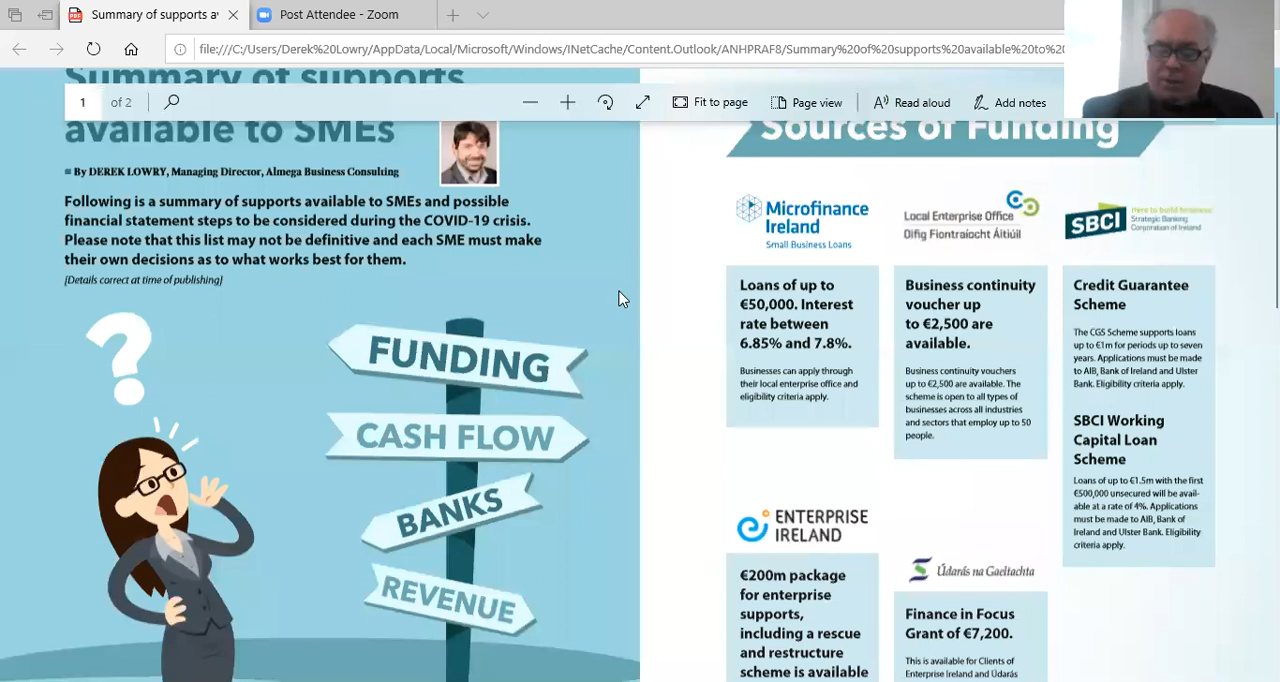 Summary of supports av
Post Attendee - Zoom
file:///C:/Users/Derek%20Lowry/AppData/Local/Microsoft/Windows/INetCache/Content.Outlook/ANHPRAF8/Summary%20of%20supports%20available%20to%20
1 of 2
Fit to page
Page view
Read aloud
Add notes
Summary of supports
available to SMEs
By DEREK LOWRY, Managing Director, Almega Business Consulting
Following is a summary of supports available to SMEs and possible
financial statement steps to be considered during the COVID-19 crisis.
Please note that this list may not be definitive and each SME must make
their own decisions as to what works best for them.
[Details correct at time of publishing]
?
FUNDING
CASH FLOW
BANKS
REVENUE
Sources of Funding
Microfinance
Ireland
Small Business Loans
Loans of up to
€50,000. Interest
rate between
6.85% and 7.8%.
Businesses can apply through
their local enterprise office and
eligibility criteria apply.
Local Enterprise Office
Oifig Fiontraíocht Áitiúil
Business continuity
voucher up
to €2,500 are
available.
Business continuity vouchers
up to €2,500 are available. The
scheme is open to all types of
businesses across all industries
and sectors that employ up to 50
people.
SBCI
Here to build tomorrow
Strategic Banking
Corporation of Ireland
Credit Guarantee
Scheme
The CGS Scheme supports loans
up to €1m for periods up to seven
years. Applications must be made
to AIB, Bank of Ireland and Ulster
Bank. Eligibility criteria apply.
SBCI Working
Capital Loan
Scheme
Loans of up to €1.5m with the first
€500,000 unsecured will be avail-
able at a rate of 4%. Applications
must be made to AIB, Bank of
Ireland and Ulster Bank. Eligibility
criteria apply.
ENTERPRISE
IRELAND
€200m package
for enterprise
supports,
including a rescue
and restructure
scheme is available
Údarás na Gaeltachta
Finance in Focus
Grant of €7,200.
This is available for Clients of
Enterprise Ireland and Údarás